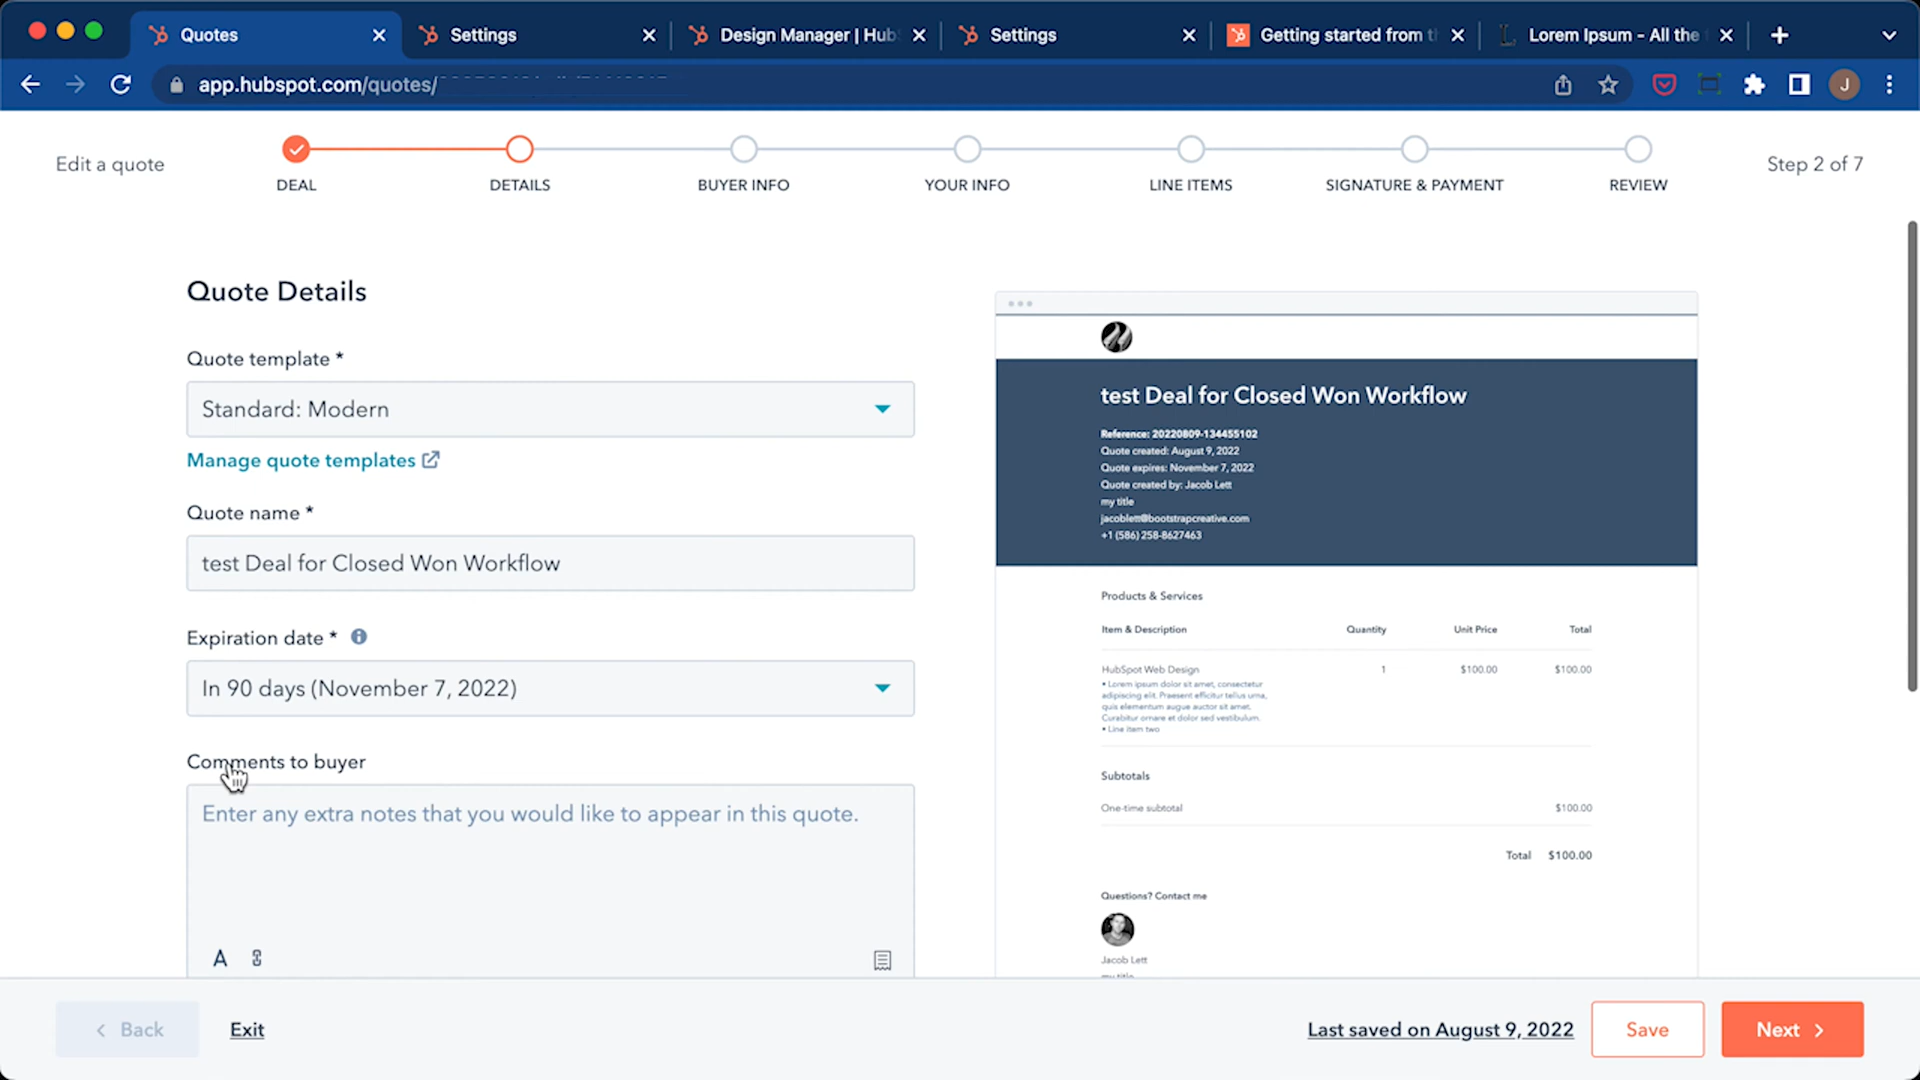 Quotes
Settings
Design Manager | Hub
Settings
Getting started from t
Lorem Ipsum - All the
app.hubspot.com/quotes/
J
Edit a quote
DEAL
DETAILS
BUYER INFO
YOUR INFO
LINE ITEMS
SIGNATURE & PAYMENT
REVIEW
Step 2 of 7
Quote Details
Quote template *
Standard: Modern
Manage quote templates
Quote name *
test Deal for Closed Won Workflow
Expiration date *
In 90 days (November 7, 2022)
Comments to buyer
Enter any extra notes that you would like to appear in this quote.
A
test Deal for Closed Won Workflow
Reference: 20220809-134455102
Quote created: August 9, 2022
Quote expires: November 7, 2022
Quote created by: Jacob Lett
my title
jacoblett@bootstrapcreative.com
+1 (586) 258-8627463
Products & Services
Item & Description Quantity Unit Price Total
HubSpot Web Design 1 $100.00 $100.00
• Lorem ipsum dolor sit amet, consectetur
adipiscing elit. Praesent efficitur tellus urna,
quis elementum augue auctor sit amet.
Curabitur ornare et dolor sed vestibulum.
• Line item two
Subtotals
One-time subtotal $100.00
Total $100.00
Questions? Contact me
Jacob Lett
Back
Exit
Last saved on August 9, 2022
Save
Next